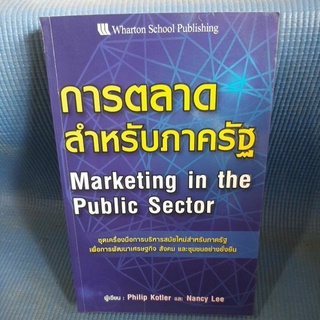 Wharton School Publishing
การตลาด
สำหรับภาครัฐ
Marketing in the
Public Sector
ชุดเครื่องมือการบริหารสมัยใหม่สำหรับภาครัฐ
เพื่อการพัฒนาเศรษฐกิจ สังคม และชุมชนอย่างยั่งยืน
ผู้เขียน : Philip Kotler และ Nancy Lee